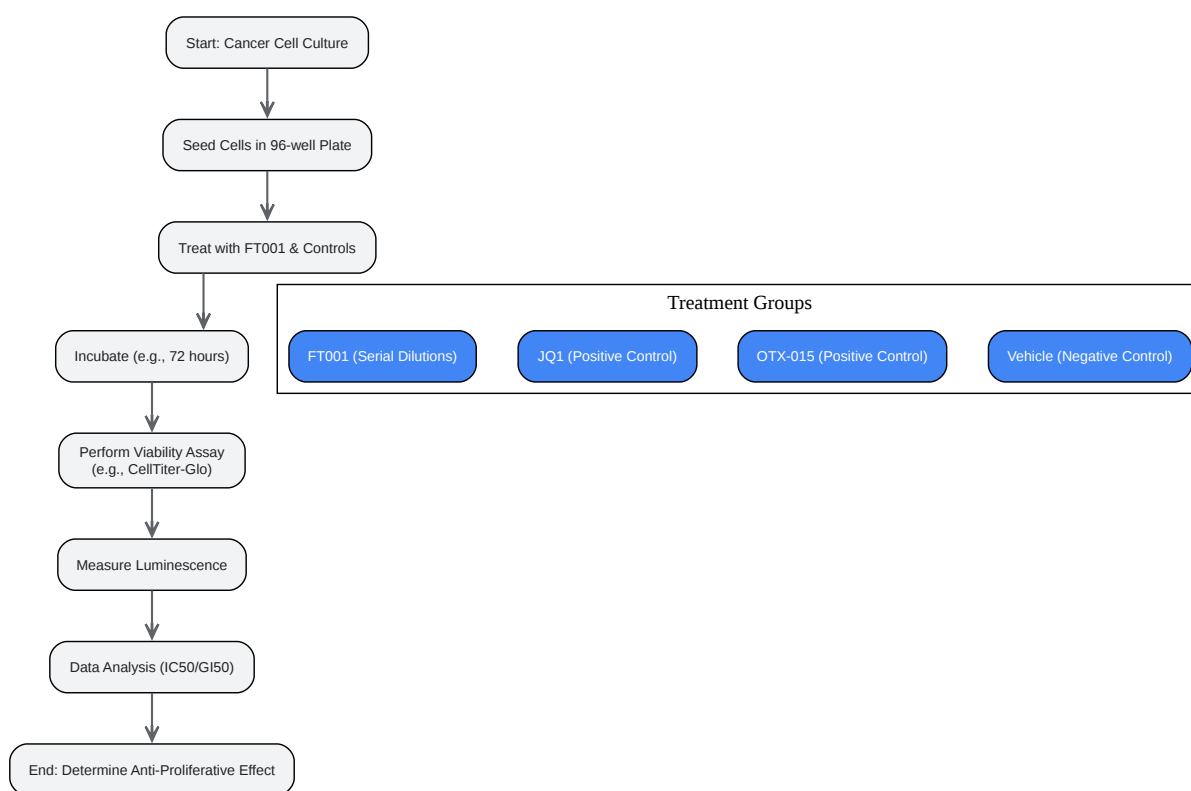 Start: Cancer Cell Culture
Seed Cells in 96-well Plate
Treat with FT001 & Controls
Treatment Groups
Incubate (e.g., 72 hours)
FT001 (Serial Dilutions)
JQ1 (Positive Control)
OTX-015 (Positive Control)
Vehicle (Negative Control)
Perform Viability Assay
(e.g., CellTiter-Glo)
Measure Luminescence
Data Analysis (IC50/GI50)
End: Determine Anti-Proliferative Effect